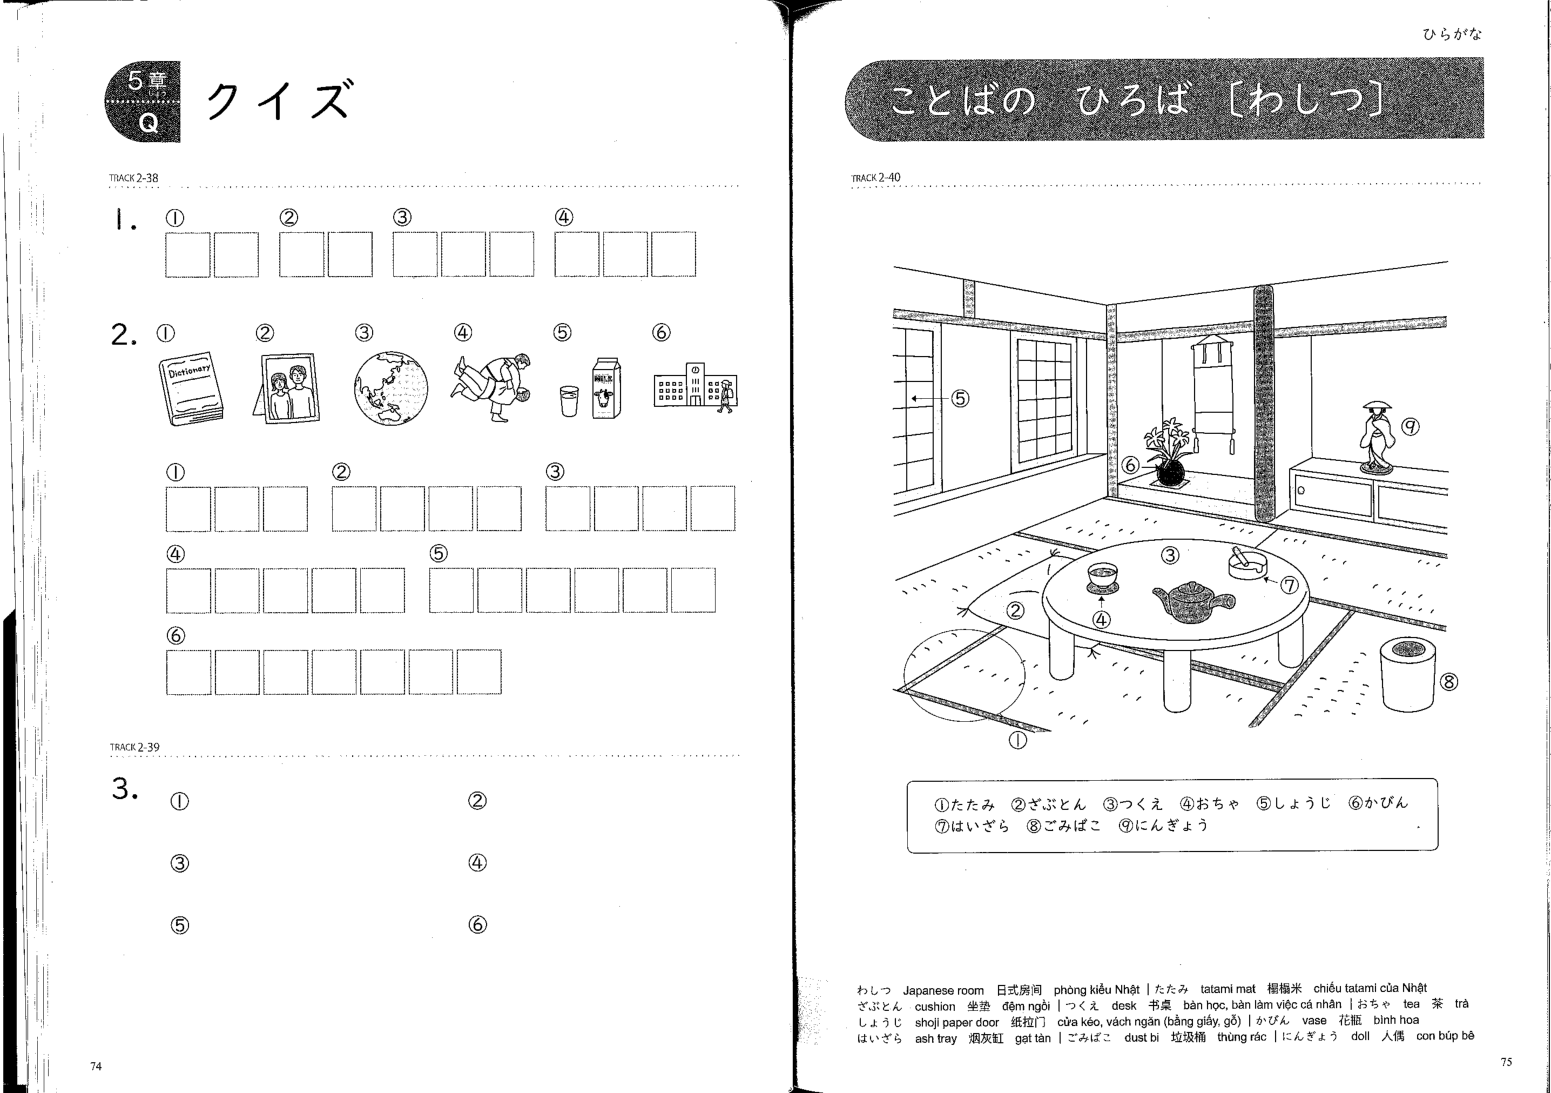 5章
Q
クイズ
TRACK 2-38
1. ① ② ③ ④
2. ① ② ③ ④ ⑤ ⑥
Dictionary
MILK
① ② ③
④ ⑤
⑥
TRACK 2-39
3. ① ②
③ ④
⑤ ⑥
74
ひらがな
ことばの ひろば [わしつ]
TRACK 2-40
⑤
⑨
⑥
③
⑦
②
④
⑧
①
①たたみ ②ざぶとん ③つくえ ④おちゃ ⑤しょうじ ⑥かびん
⑦はいざら ⑧ごみばこ ⑨にんぎょう
わしつ Japanese room 日式房间 phòng kiểu Nhật | たたみ tatami mat 榻榻米 chiếu tatami của Nhật
ざぶとん cushion 坐垫 đệm ngồi | つくえ desk 书桌 bàn học, bàn làm việc cá nhân | おちゃ tea 茶 trà
しょうじ shoji paper door 纸拉门 cửa kéo, vách ngăn (bằng giấy, gỗ) | かびん vase 花瓶 bình hoa
はいざら ash tray 烟灰缸 gạt tàn | ごみばこ dust bi 垃圾桶 thùng rác | にんぎょう doll 人偶 con búp bê
75